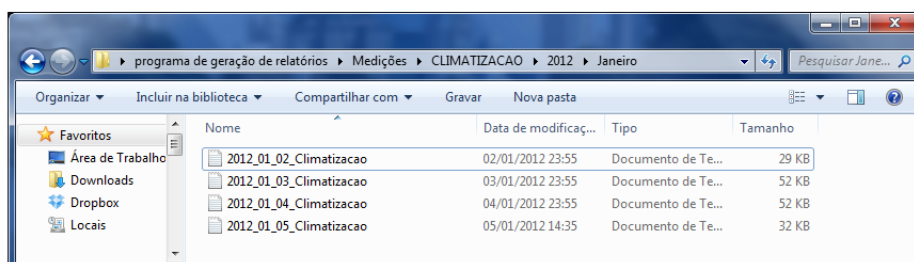 programa de geração de relatórios Medições CLIMATIZACAO 2012 Janeiro Pesquisar Jane...
Organizar Incluir na biblioteca Compartilhar com Gravar Nova pasta
Favoritos
Área de Trabalho
Downloads
Dropbox
Locais
Nome Data de modificaç... Tipo Tamanho
2012_01_02_Climatizacao 02/01/2012 23:55 Documento de Te... 29 KB
2012_01_03_Climatizacao 03/01/2012 23:55 Documento de Te... 52 KB
2012_01_04_Climatizacao 04/01/2012 23:55 Documento de Te... 52 KB
2012_01_05_Climatizacao 05/01/2012 14:35 Documento de Te... 32 KB